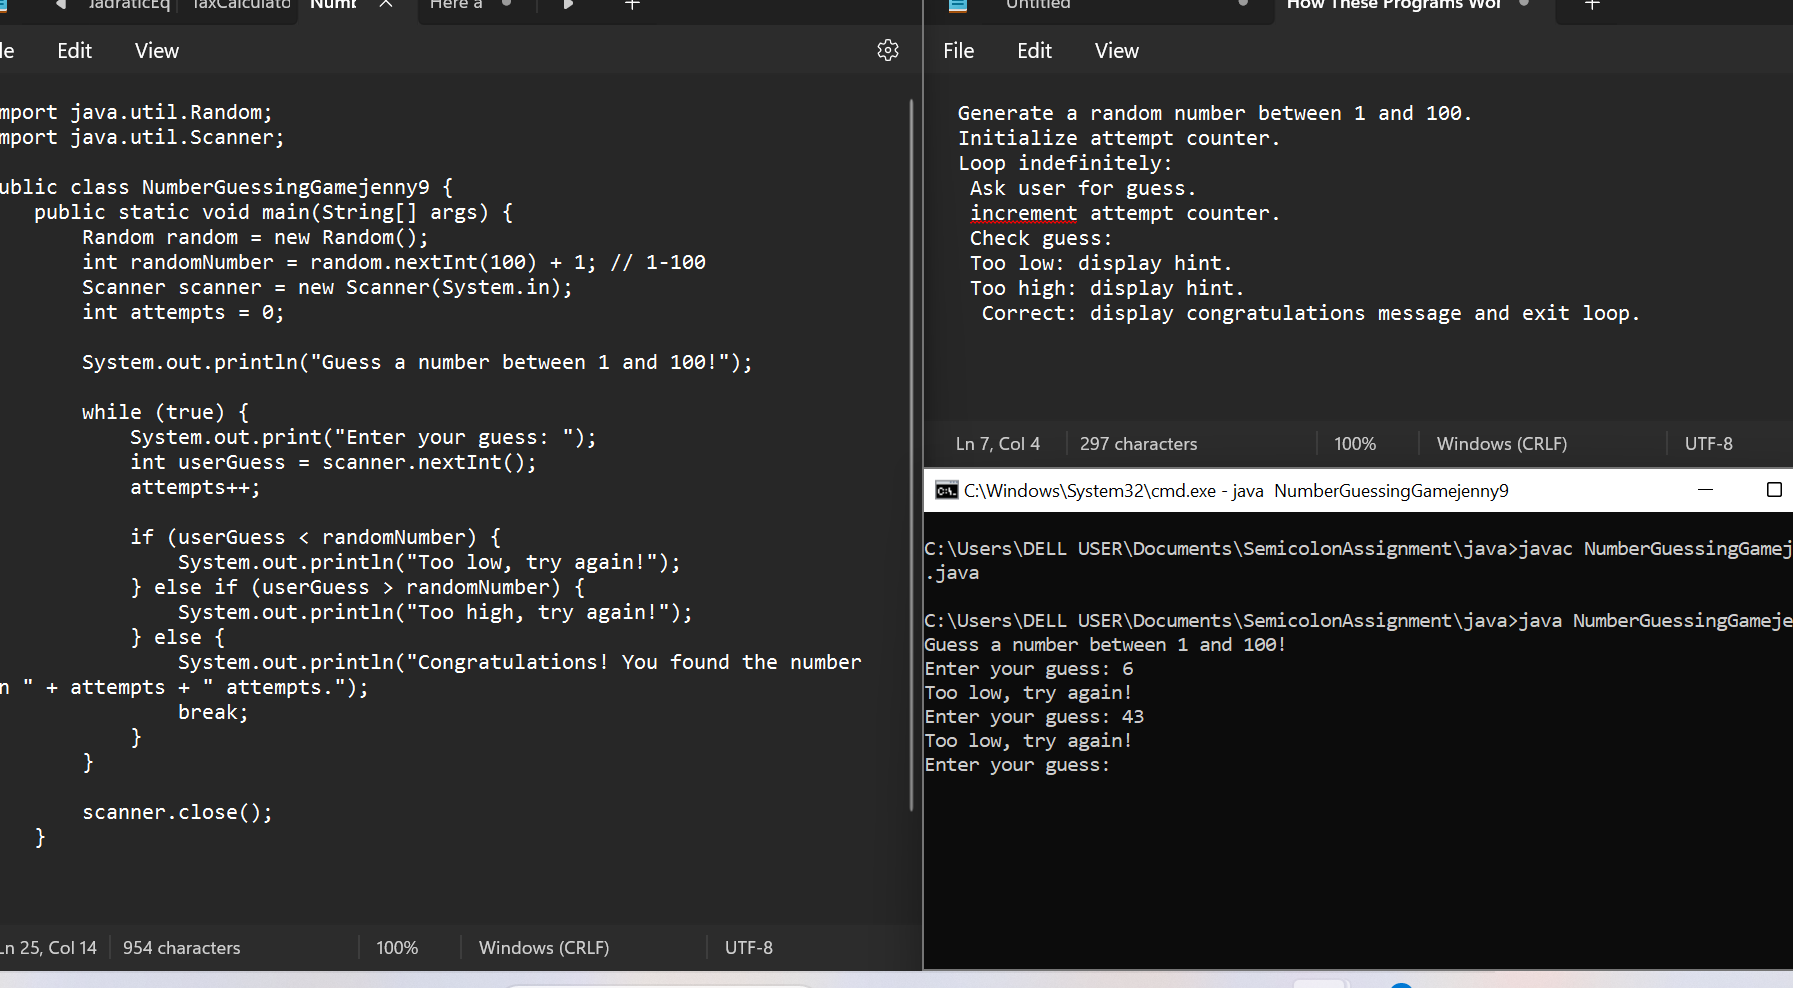 Numb
Here a
Edit
View
import java.util.Random;
import java.util.Scanner;
public class NumberGuessingGamejenny9 {
public static void main(String[] args) {
Random random = new Random();
int randomNumber = random.nextInt(100) + 1; // 1-100
Scanner scanner = new Scanner(System.in);
int attempts = 0;
System.out.println("Guess a number between 1 and 100!");
while (true) {
System.out.print("Enter your guess: ");
int userGuess = scanner.nextInt();
attempts++;
if (userGuess < randomNumber) {
System.out.println("Too low, try again!");
} else if (userGuess > randomNumber) {
System.out.println("Too high, try again!");
} else {
System.out.println("Congratulations! You found the number
n " + attempts + " attempts.");
break;
}
}
scanner.close();
}
Ln 25, Col 14
954 characters
100%
Windows (CRLF)
UTF-8
Untitled
How These Programs Wor
File
Edit
View
Generate a random number between 1 and 100.
Initialize attempt counter.
Loop indefinitely:
Ask user for guess.
increment attempt counter.
Check guess:
Too low: display hint.
Too high: display hint.
Correct: display congratulations message and exit loop.
Ln 7, Col 4
297 characters
100%
Windows (CRLF)
UTF-8
C:\Windows\System32\cmd.exe - java  NumberGuessingGamejenny9
C:\Users\DELL USER\Documents\SemicolonAssignment\java>javac NumberGuessingGamej
.java
C:\Users\DELL USER\Documents\SemicolonAssignment\java>java NumberGuessingGameje
Guess a number between 1 and 100!
Enter your guess: 6
Too low, try again!
Enter your guess: 43
Too low, try again!
Enter your guess: